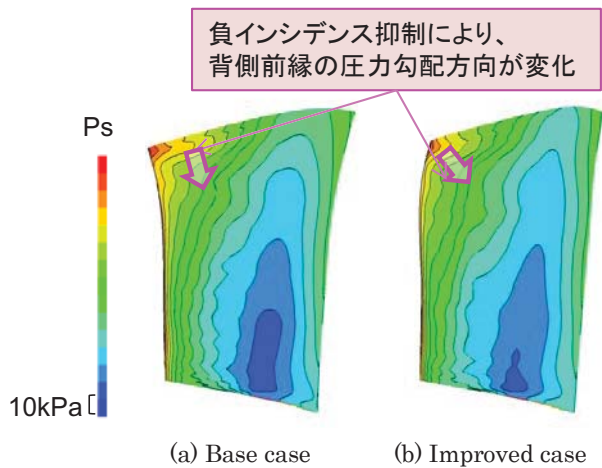 負インシデンス抑制により、
背側前縁の圧力勾配方向が変化
Ps
10kPa
(a) Base case
(b) Improved case